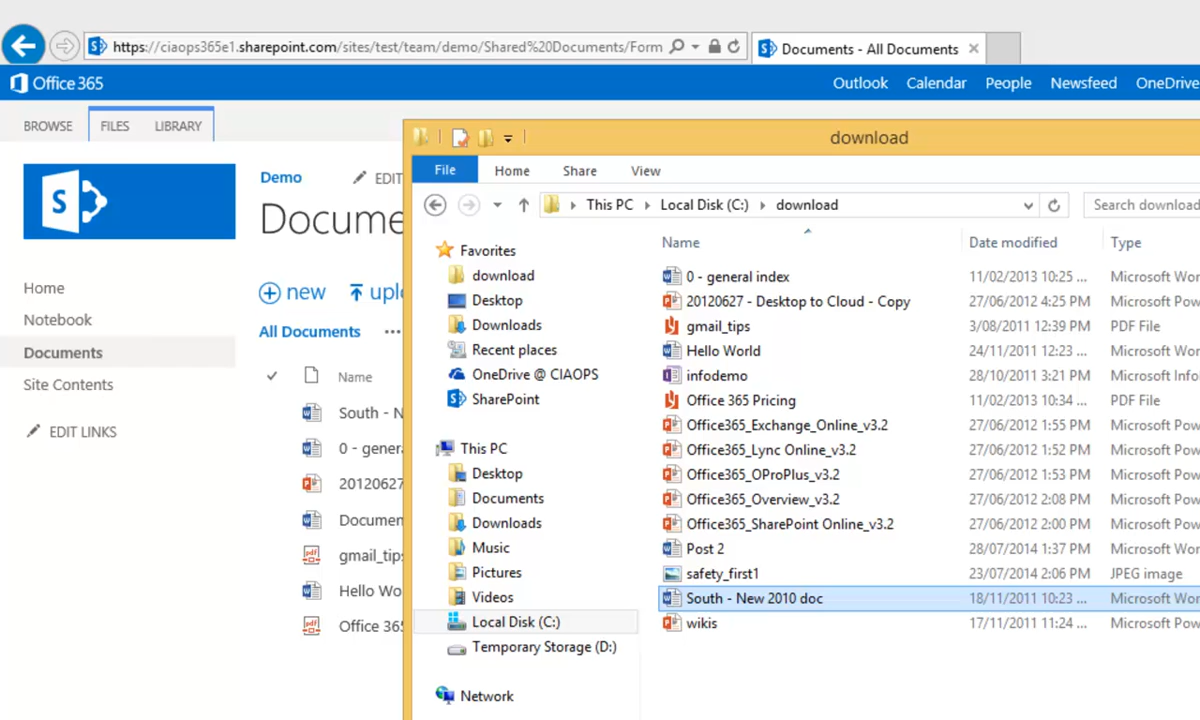 https://ciaops365e1.sharepoint.com/sites/test/team/demo/Shared%20Documents/Form
Documents - All Documents
Office 365
Outlook Calendar People Newsfeed OneDrive
BROWSE FILES LIBRARY
Demo
EDIT
Docume
new
uplo
All Documents ...
Name
South - N
0 - genera
20120627
Documen
gmail_tips
Hello Wo
Office 365
Home
Notebook
Documents
Site Contents
EDIT LINKS
download
File Home Share View
This PC Local Disk (C:) download
Search download
Favorites
download
Desktop
Downloads
Recent places
OneDrive @ CIAOPS
SharePoint
This PC
Desktop
Documents
Downloads
Music
Pictures
Videos
Local Disk (C:)
Temporary Storage (D:)
Network
Name Date modified Type
0 - general index 11/02/2013 10:25 ... Microsoft Wor
20120627 - Desktop to Cloud - Copy 27/06/2012 4:25 PM Microsoft Pow
gmail_tips 3/08/2011 12:39 PM PDF File
Hello World 24/11/2011 12:23 ... Microsoft Wor
infodemo 28/10/2011 3:21 PM Microsoft Info
Office 365 Pricing 11/02/2013 10:34 ... PDF File
Office365_Exchange_Online_v3.2 27/06/2012 1:55 PM Microsoft Pow
Office365_Lync Online_v3.2 27/06/2012 1:52 PM Microsoft Pow
Office365_OProPlus_v3.2 27/06/2012 1:53 PM Microsoft Pow
Office365_Overview_v3.2 27/06/2012 2:08 PM Microsoft Pow
Office365_SharePoint Online_v3.2 27/06/2012 2:00 PM Microsoft Pow
Post 2 28/07/2014 1:37 PM Microsoft Wor
safety_first1 23/07/2014 2:06 PM JPEG image
South - New 2010 doc 18/11/2011 10:23 ... Microsoft Wor
wikis 17/11/2011 11:24 ... Microsoft Pow